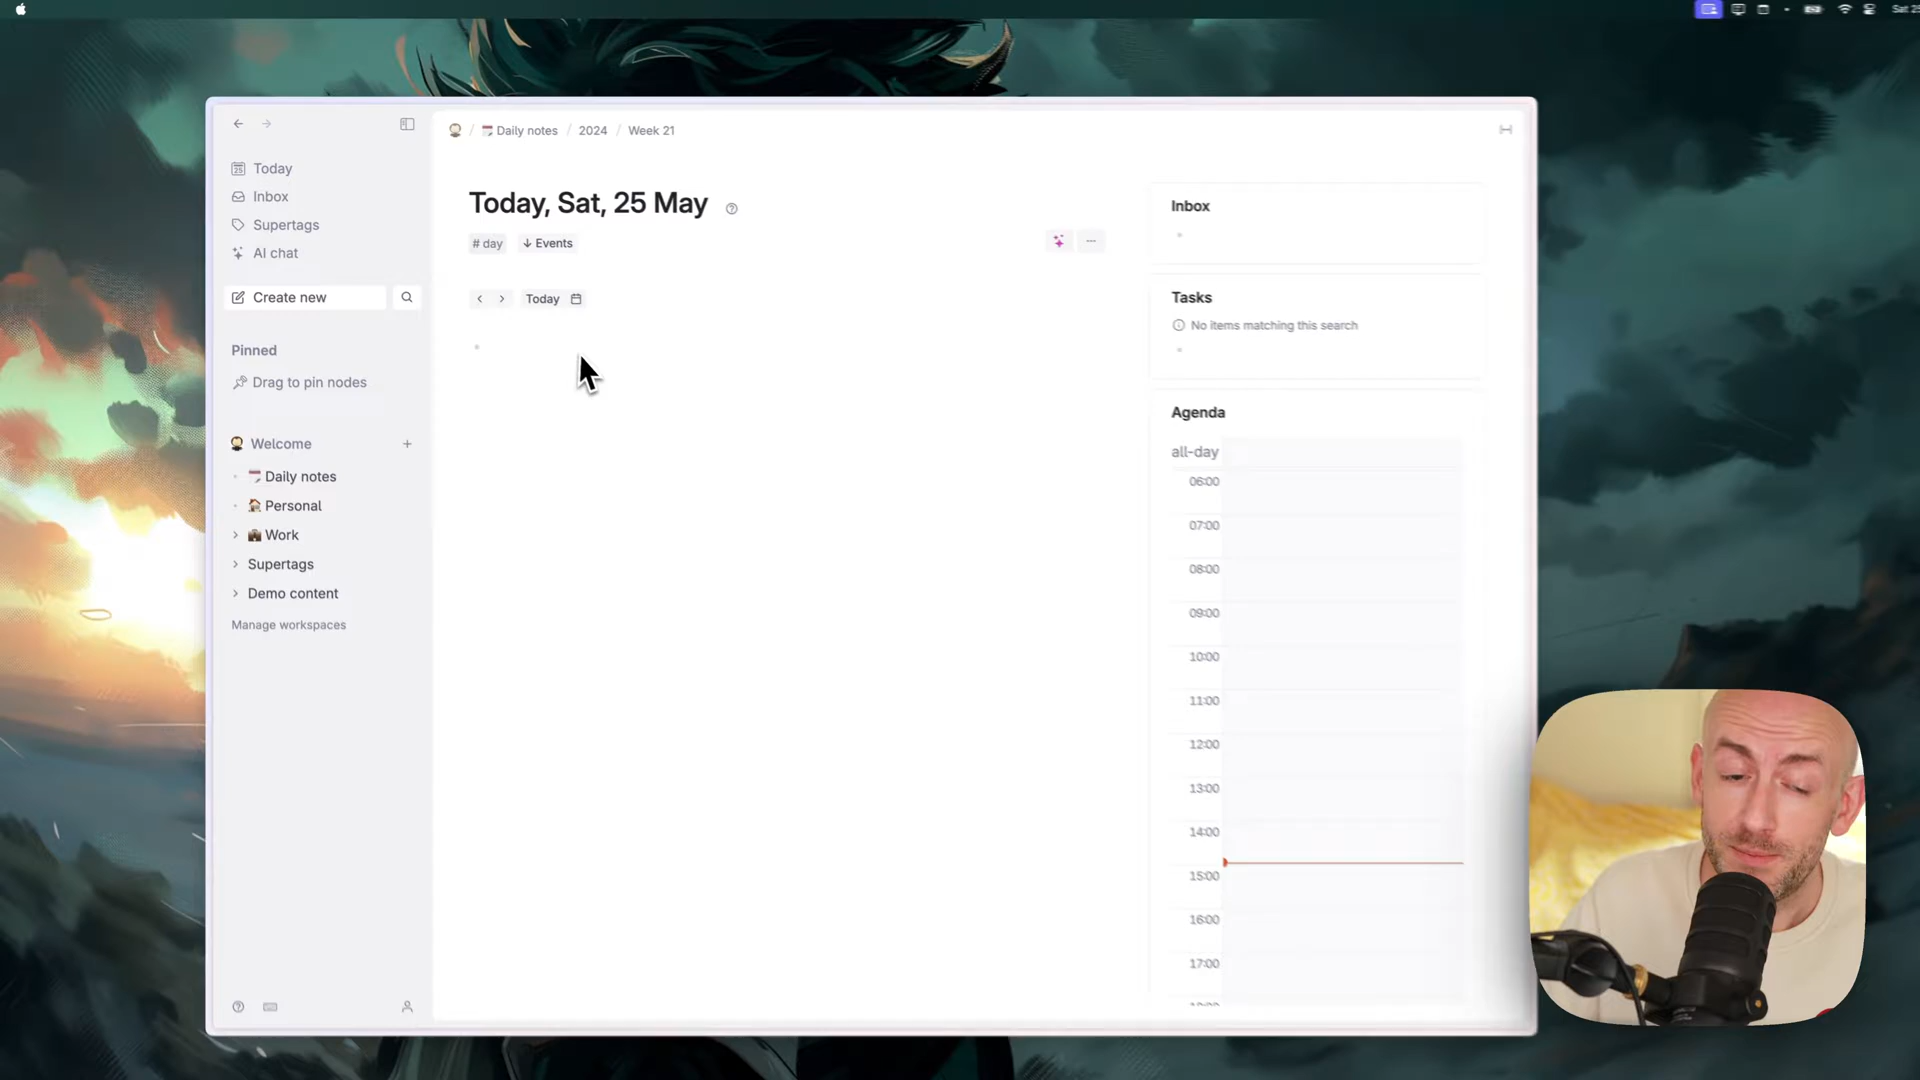 Sat 25
Daily notes / 2024 / Week 21
Today
Inbox
Supertags
AI chat
Create new
Pinned
Drag to pin nodes
Welcome
Daily notes
Personal
Work
Supertags
Demo content
Manage workspaces
Today, Sat, 25 May
# day
Events
Today
Inbox
Tasks
No items matching this search
Agenda
all-day
06:00
07:00
08:00
09:00
10:00
11:00
12:00
13:00
14:00
15:00
16:00
17:00